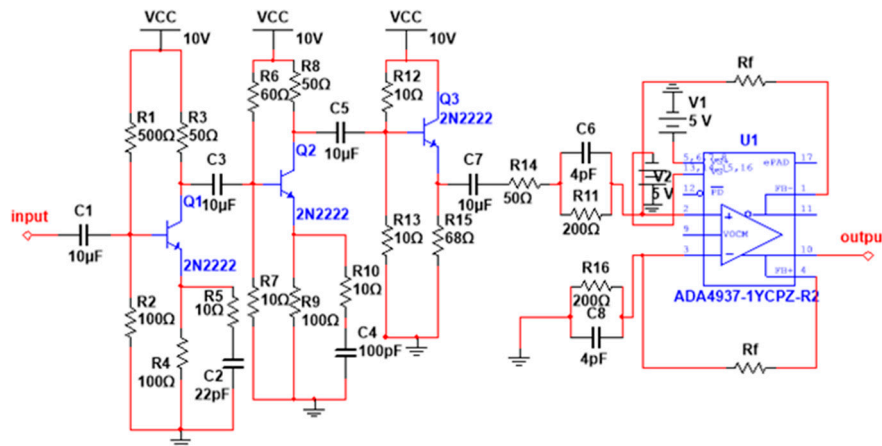 VCC
10V
VCC
10V
VCC
10V
R1
500Ω
R3
50Ω
R6
60Ω
R8
50Ω
R12
10Ω
C5
10µF
Q3
2N2222
C3
10µF
Q2
2N2222
Q1
2N2222
input
C1
10µF
R2
100Ω
R5
10Ω
R4
100Ω
C2
22pF
R7
10Ω
R9
100Ω
R10
10Ω
C4
100pF
R13
10Ω
R15
68Ω
C7
10µF
R14
50Ω
C6
4pF
R11
200Ω
R16
200Ω
C8
4pF
Rf
V1
5 V
V2
5 V
U1
ePAD
17
12
PD
FB-
1
2
11
9
VOCM
3
10
FB+
4
output
ADA4937-1YCPZ-R2
Rf